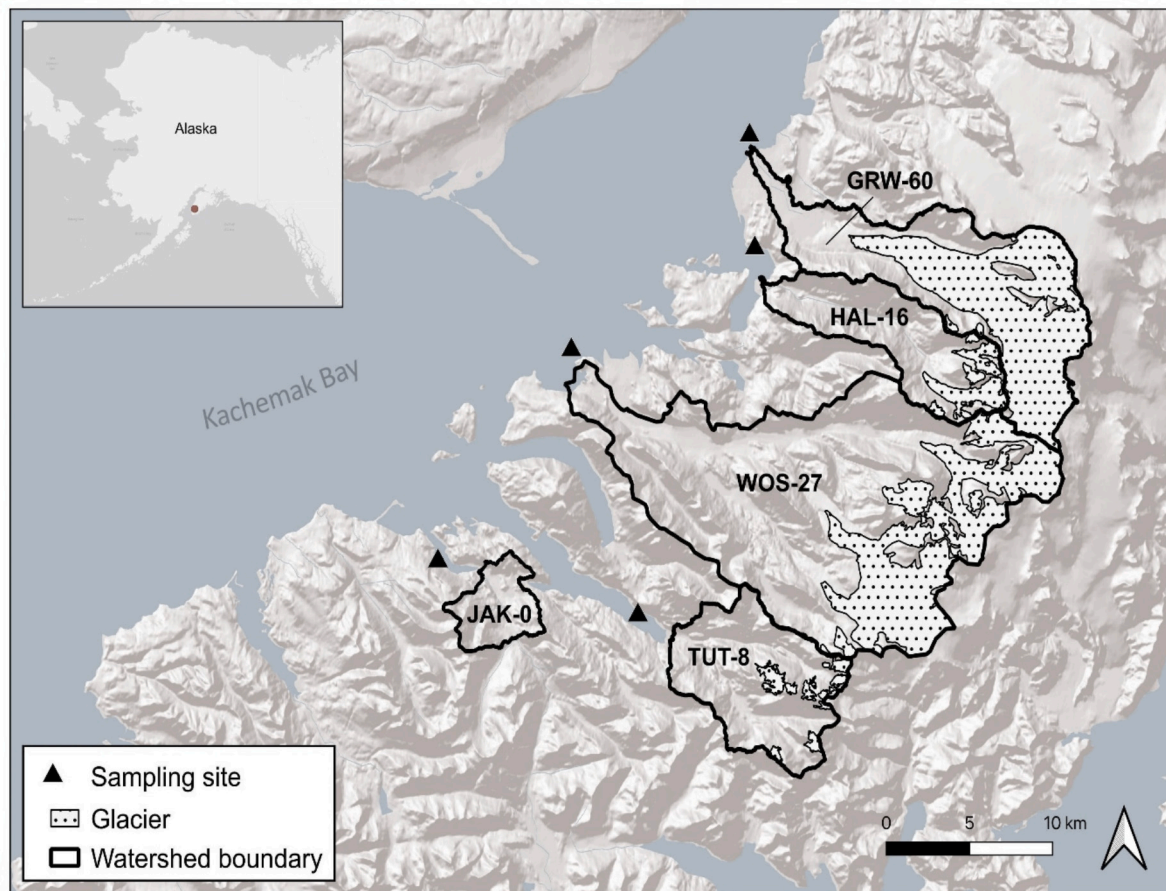 Alaska
GRW-60
HAL-16
Kachemak Bay
WOS-27
JAK-0
TUT-8
Sampling site
Glacier
Watershed boundary
0 5 10 km